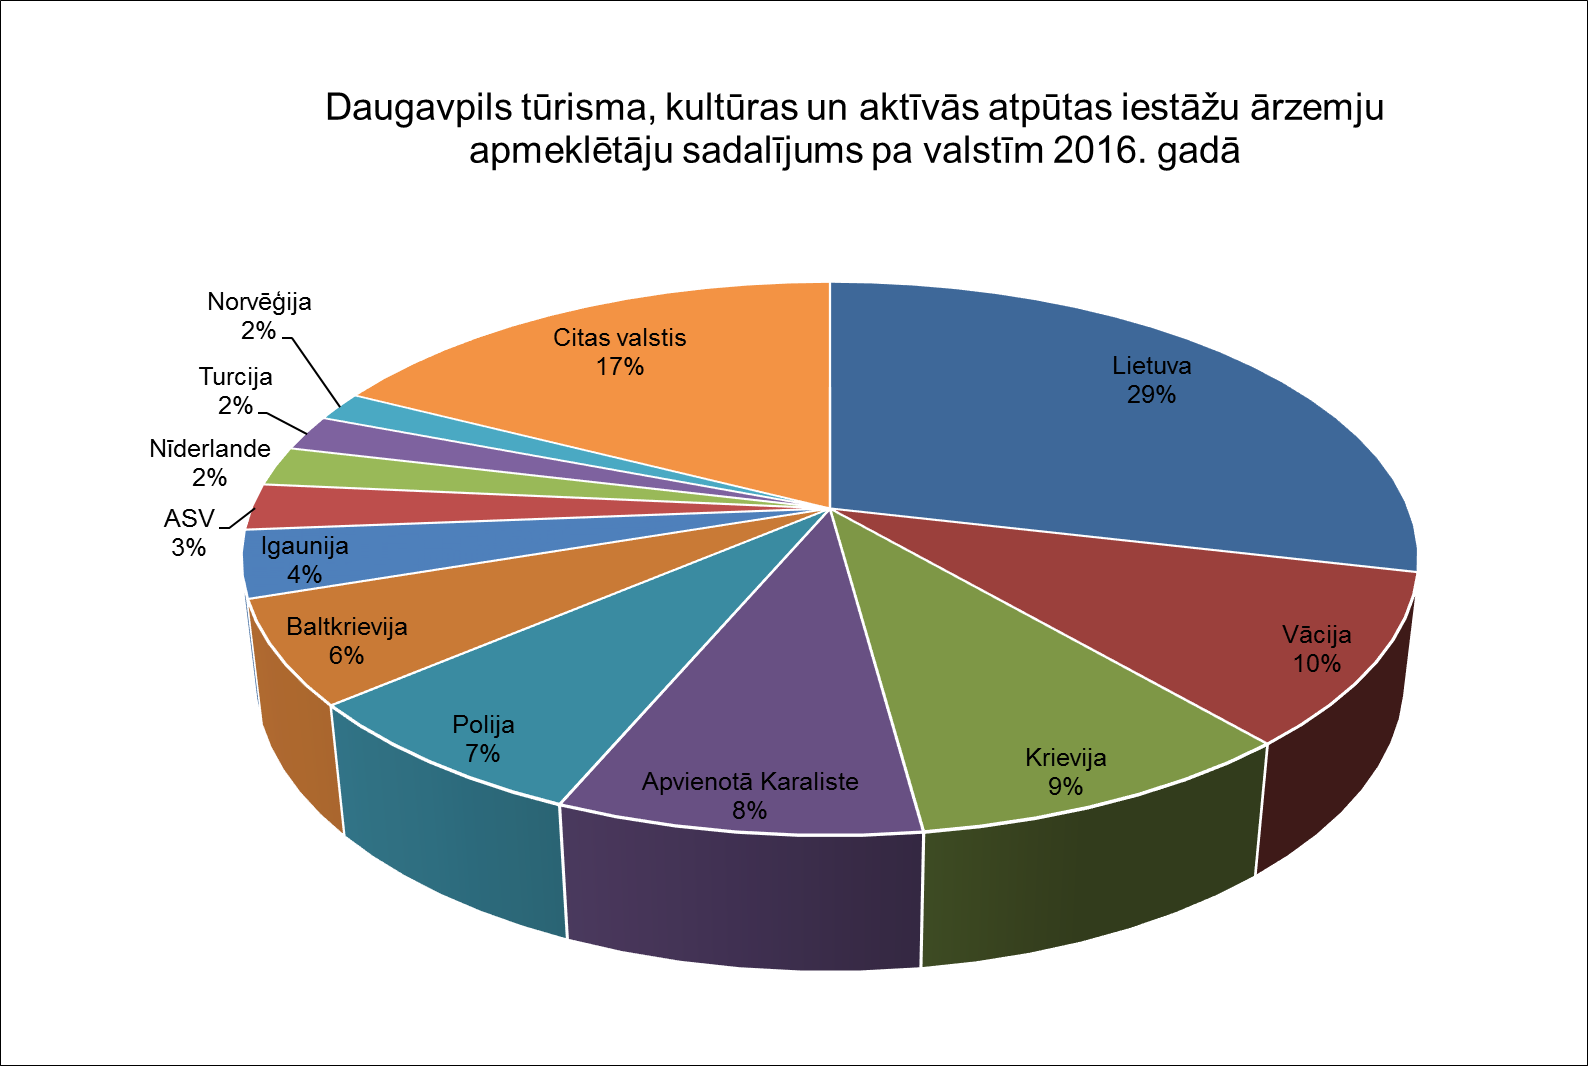 Daugavpils tūrisma, kultūras un aktīvās atpūtas iestāžu ārzemju
apmeklētāju sadalījums pa valstīm 2016. gadā
Norvēģija
2%
Citas valstis
17%
Lietuva
29%
Turcija
2%
Nīderlande
2%
ASV
3%
Igaunija
4%
Baltkrievija
6%
Vācija
10%
Polija
7%
Krievija
9%
Apvienotā Karaliste
8%